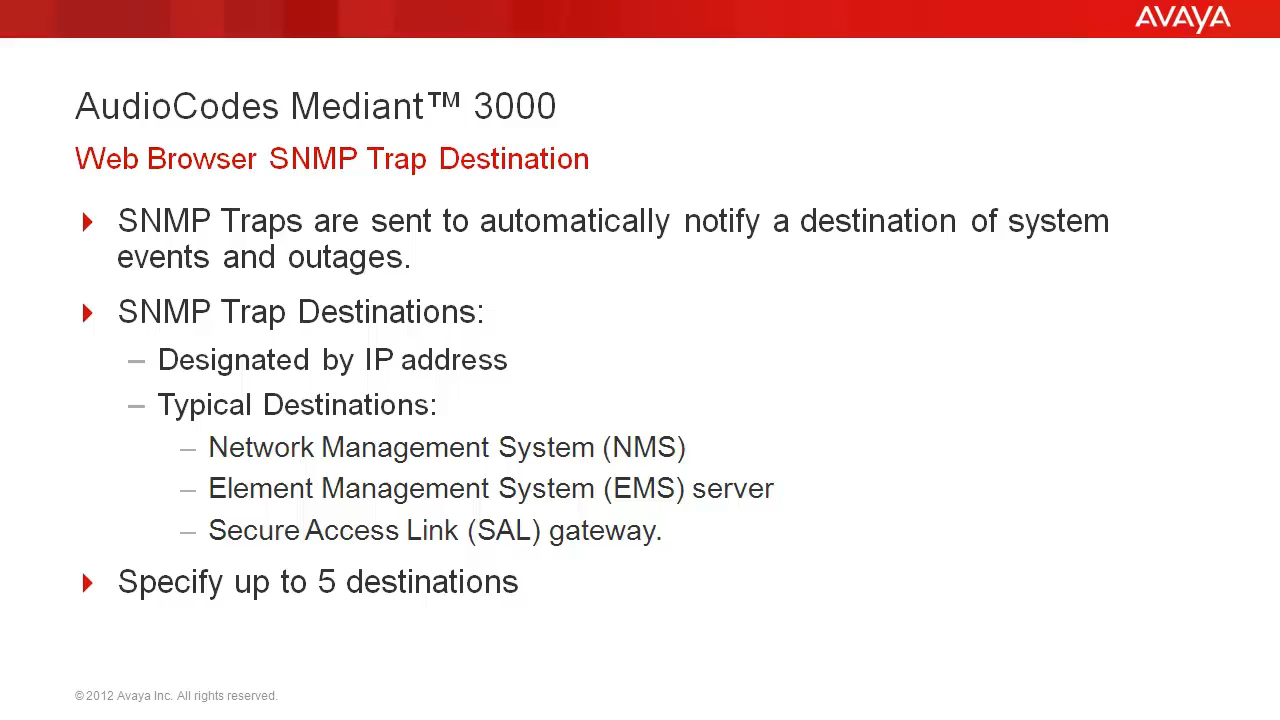 AVAYA
AudioCodes Mediant™ 3000
Web Browser SNMP Trap Destination
SNMP Traps are sent to automatically notify a destination of system
events and outages.
SNMP Trap Destinations:
– Designated by IP address
– Typical Destinations:
– Network Management System (NMS)
– Element Management System (EMS) server
– Secure Access Link (SAL) gateway.
Specify up to 5 destinations
© 2012 Avaya Inc. All rights reserved.